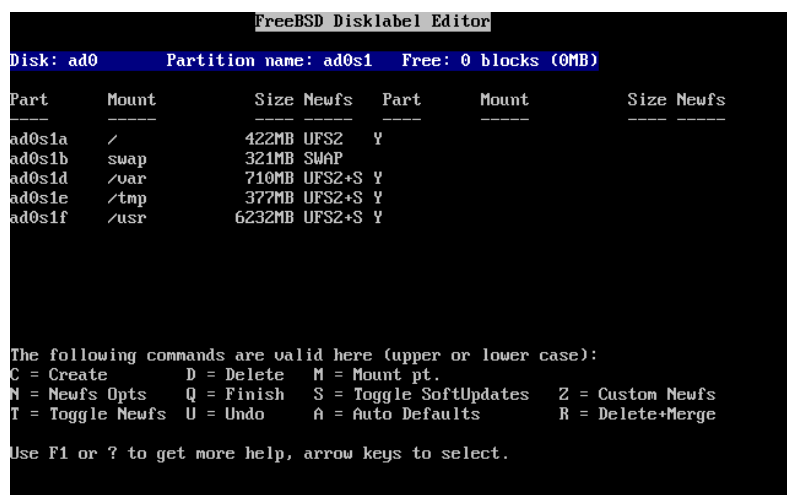 FreeBSD Disklabel Editor
Disk: ad0 Partition name: ad0s1 Free: 0 blocks (0MB)
Part Mount Size Newfs Part Mount Size Newfs
---- ----- ---- ----- ---- ----- ---- -----
ad0s1a / 422MB UFS2 Y
ad0s1b swap 321MB SWAP
ad0s1d /var 710MB UFS2+S Y
ad0s1e /tmp 377MB UFS2+S Y
ad0s1f /usr 6232MB UFS2+S Y
The following commands are valid here (upper or lower case):
C = Create D = Delete M = Mount pt.
N = Newfs Opts Q = Finish S = Toggle SoftUpdates Z = Custom Newfs
T = Toggle Newfs U = Undo A = Auto Defaults R = Delete+Merge
Use F1 or ? to get more help, arrow keys to select.